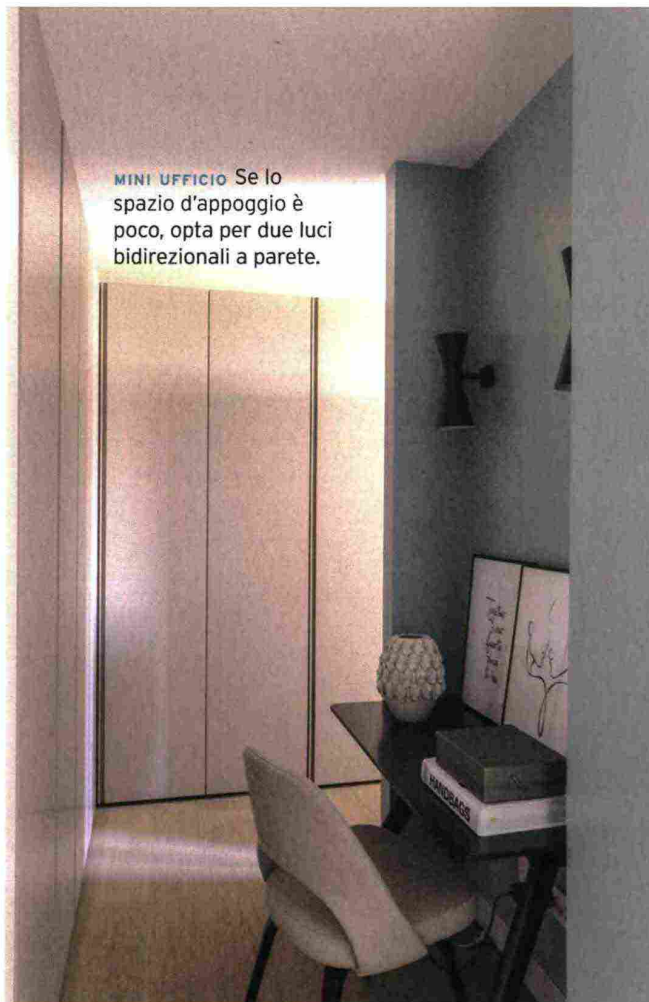 MINI UFFICIO Se lo
spazio d'appoggio è
poco, opta per due luci
bidirezionali a parete.
HANDBAGS